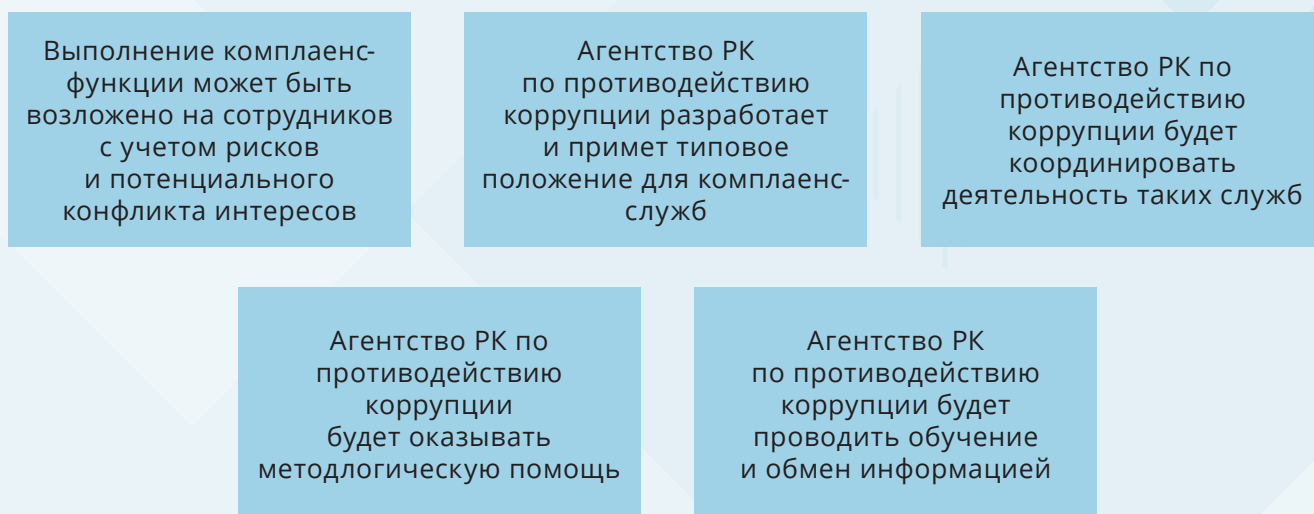 Выполнение комплаенс-
функции может быть
возложено на сотрудников
с учетом рисков
и потенциального
конфликта интересов
Агентство РК
по противодействию
коррупции разработает
и примет типовое
положение для комплаенс-
служб
Агентство РК по
противодействию
коррупции будет
координировать
деятельность таких служб
Агентство РК по
противодействию
коррупции
будет оказывать
методлогическую помощь
Агентство РК
по противодействию
коррупции будет
проводить обучение
и обмен информацией